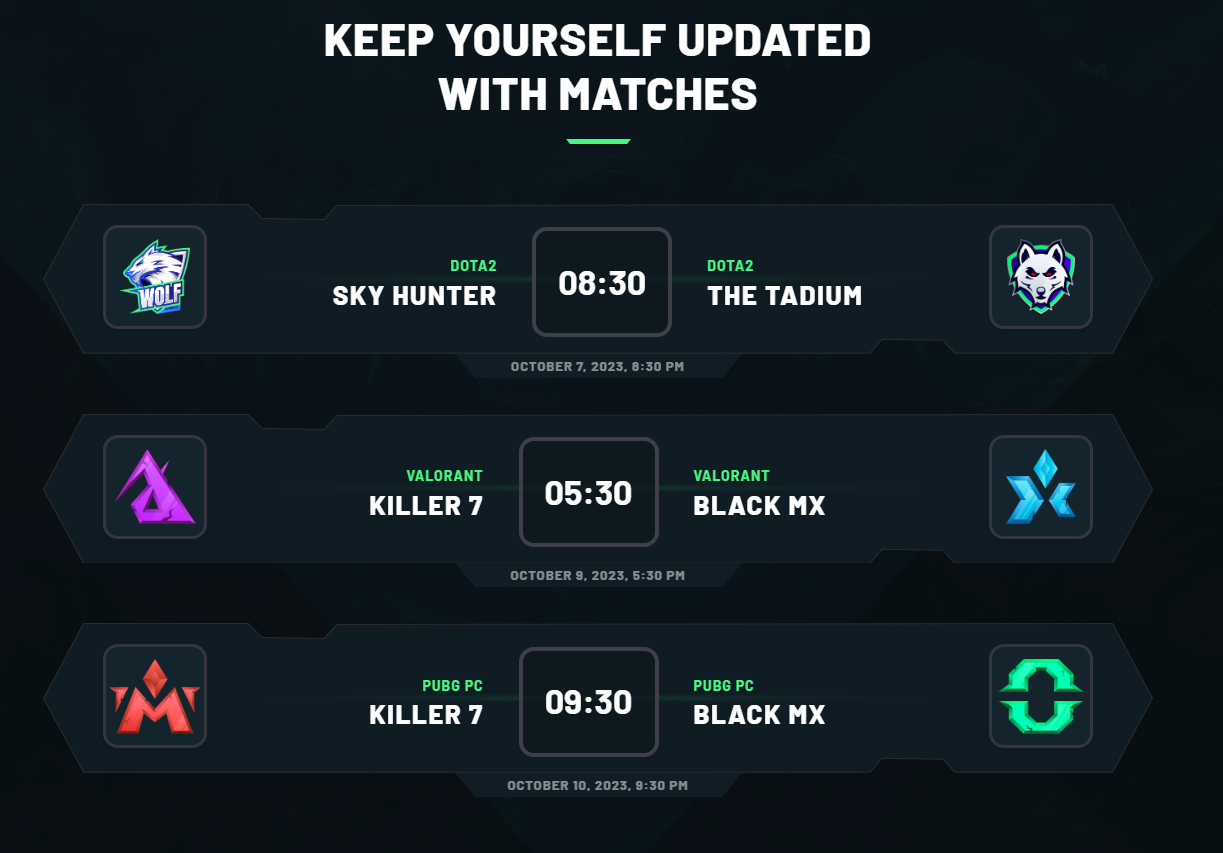 KEEP YOURSELF UPDATED
WITH MATCHES
WOLF
DOTA2
SKY HUNTER
08:30
DOTA2
THE TADIUM
OCTOBER 7, 2023, 8:30 PM
VALORANT
KILLER 7
05:30
VALORANT
BLACK MX
OCTOBER 9, 2023, 5:30 PM
PUBG PC
KILLER 7
09:30
PUBG PC
BLACK MX
OCTOBER 10, 2023, 9:30 PM